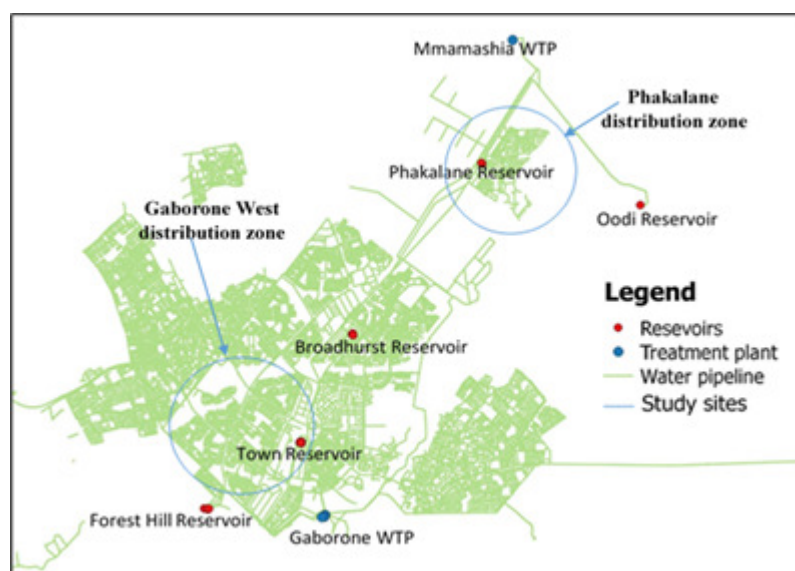 Mmamashia WTP
Phakalane
distribution zone
Phakalane Reservoir
Oodi Reservoir
Gaborone West
distribution zone
Broadhurst Reservoir
Town Reservoir
Forest Hill Reservoir
Gaborone WTP
Legend
Resevoirs
Treatment plant
Water pipeline
Study sites